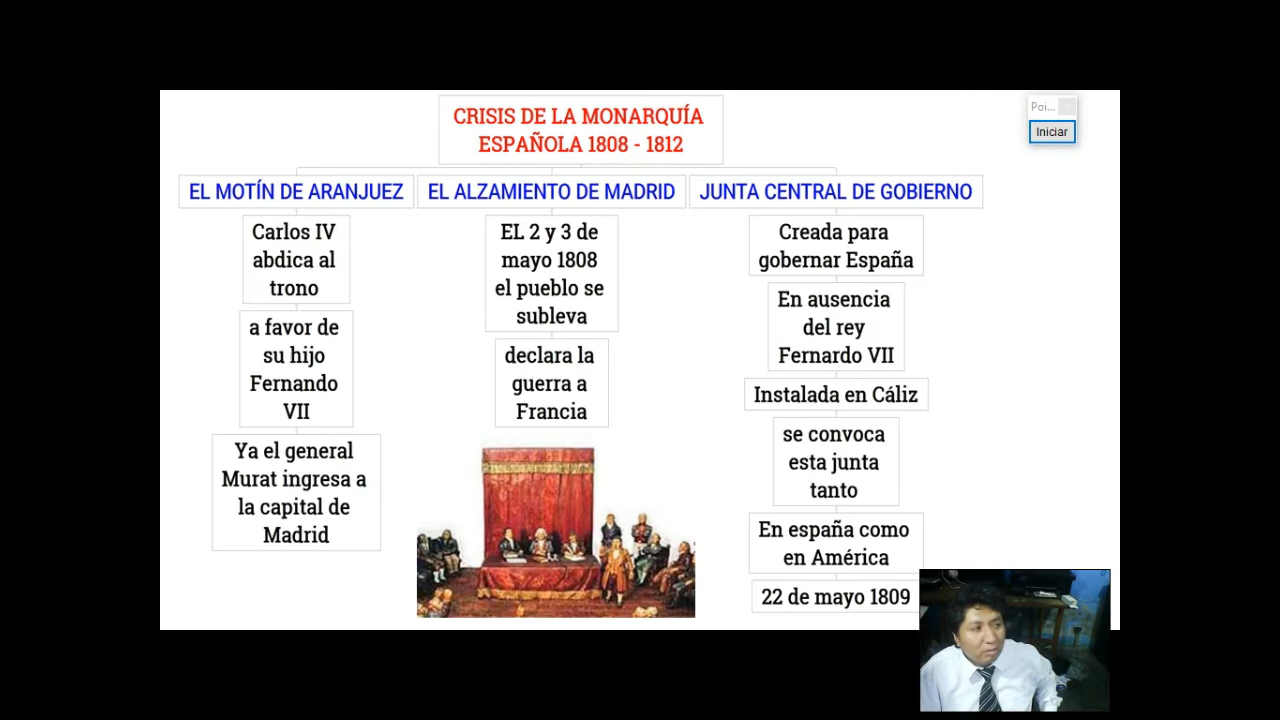 CRISIS DE LA MONARQUÍA
ESPAÑOLA 1808 - 1812
Poi...
Iniciar
EL MOTÍN DE ARANJUEZ
Carlos IV
abdica al
trono
a favor de
su hijo
Fernando
VII
Ya el general
Murat ingresa a
la capital de
Madrid
EL ALZAMIENTO DE MADRID
EL 2 y 3 de
mayo 1808
el pueblo se
subleva
declara la
guerra a
Francia
JUNTA CENTRAL DE GOBIERNO
Creada para
gobernar España
En ausencia
del rey
Fernardo VII
Instalada en Cáliz
se convoca
esta junta
tanto
En españa como
en América
22 de mayo 1809